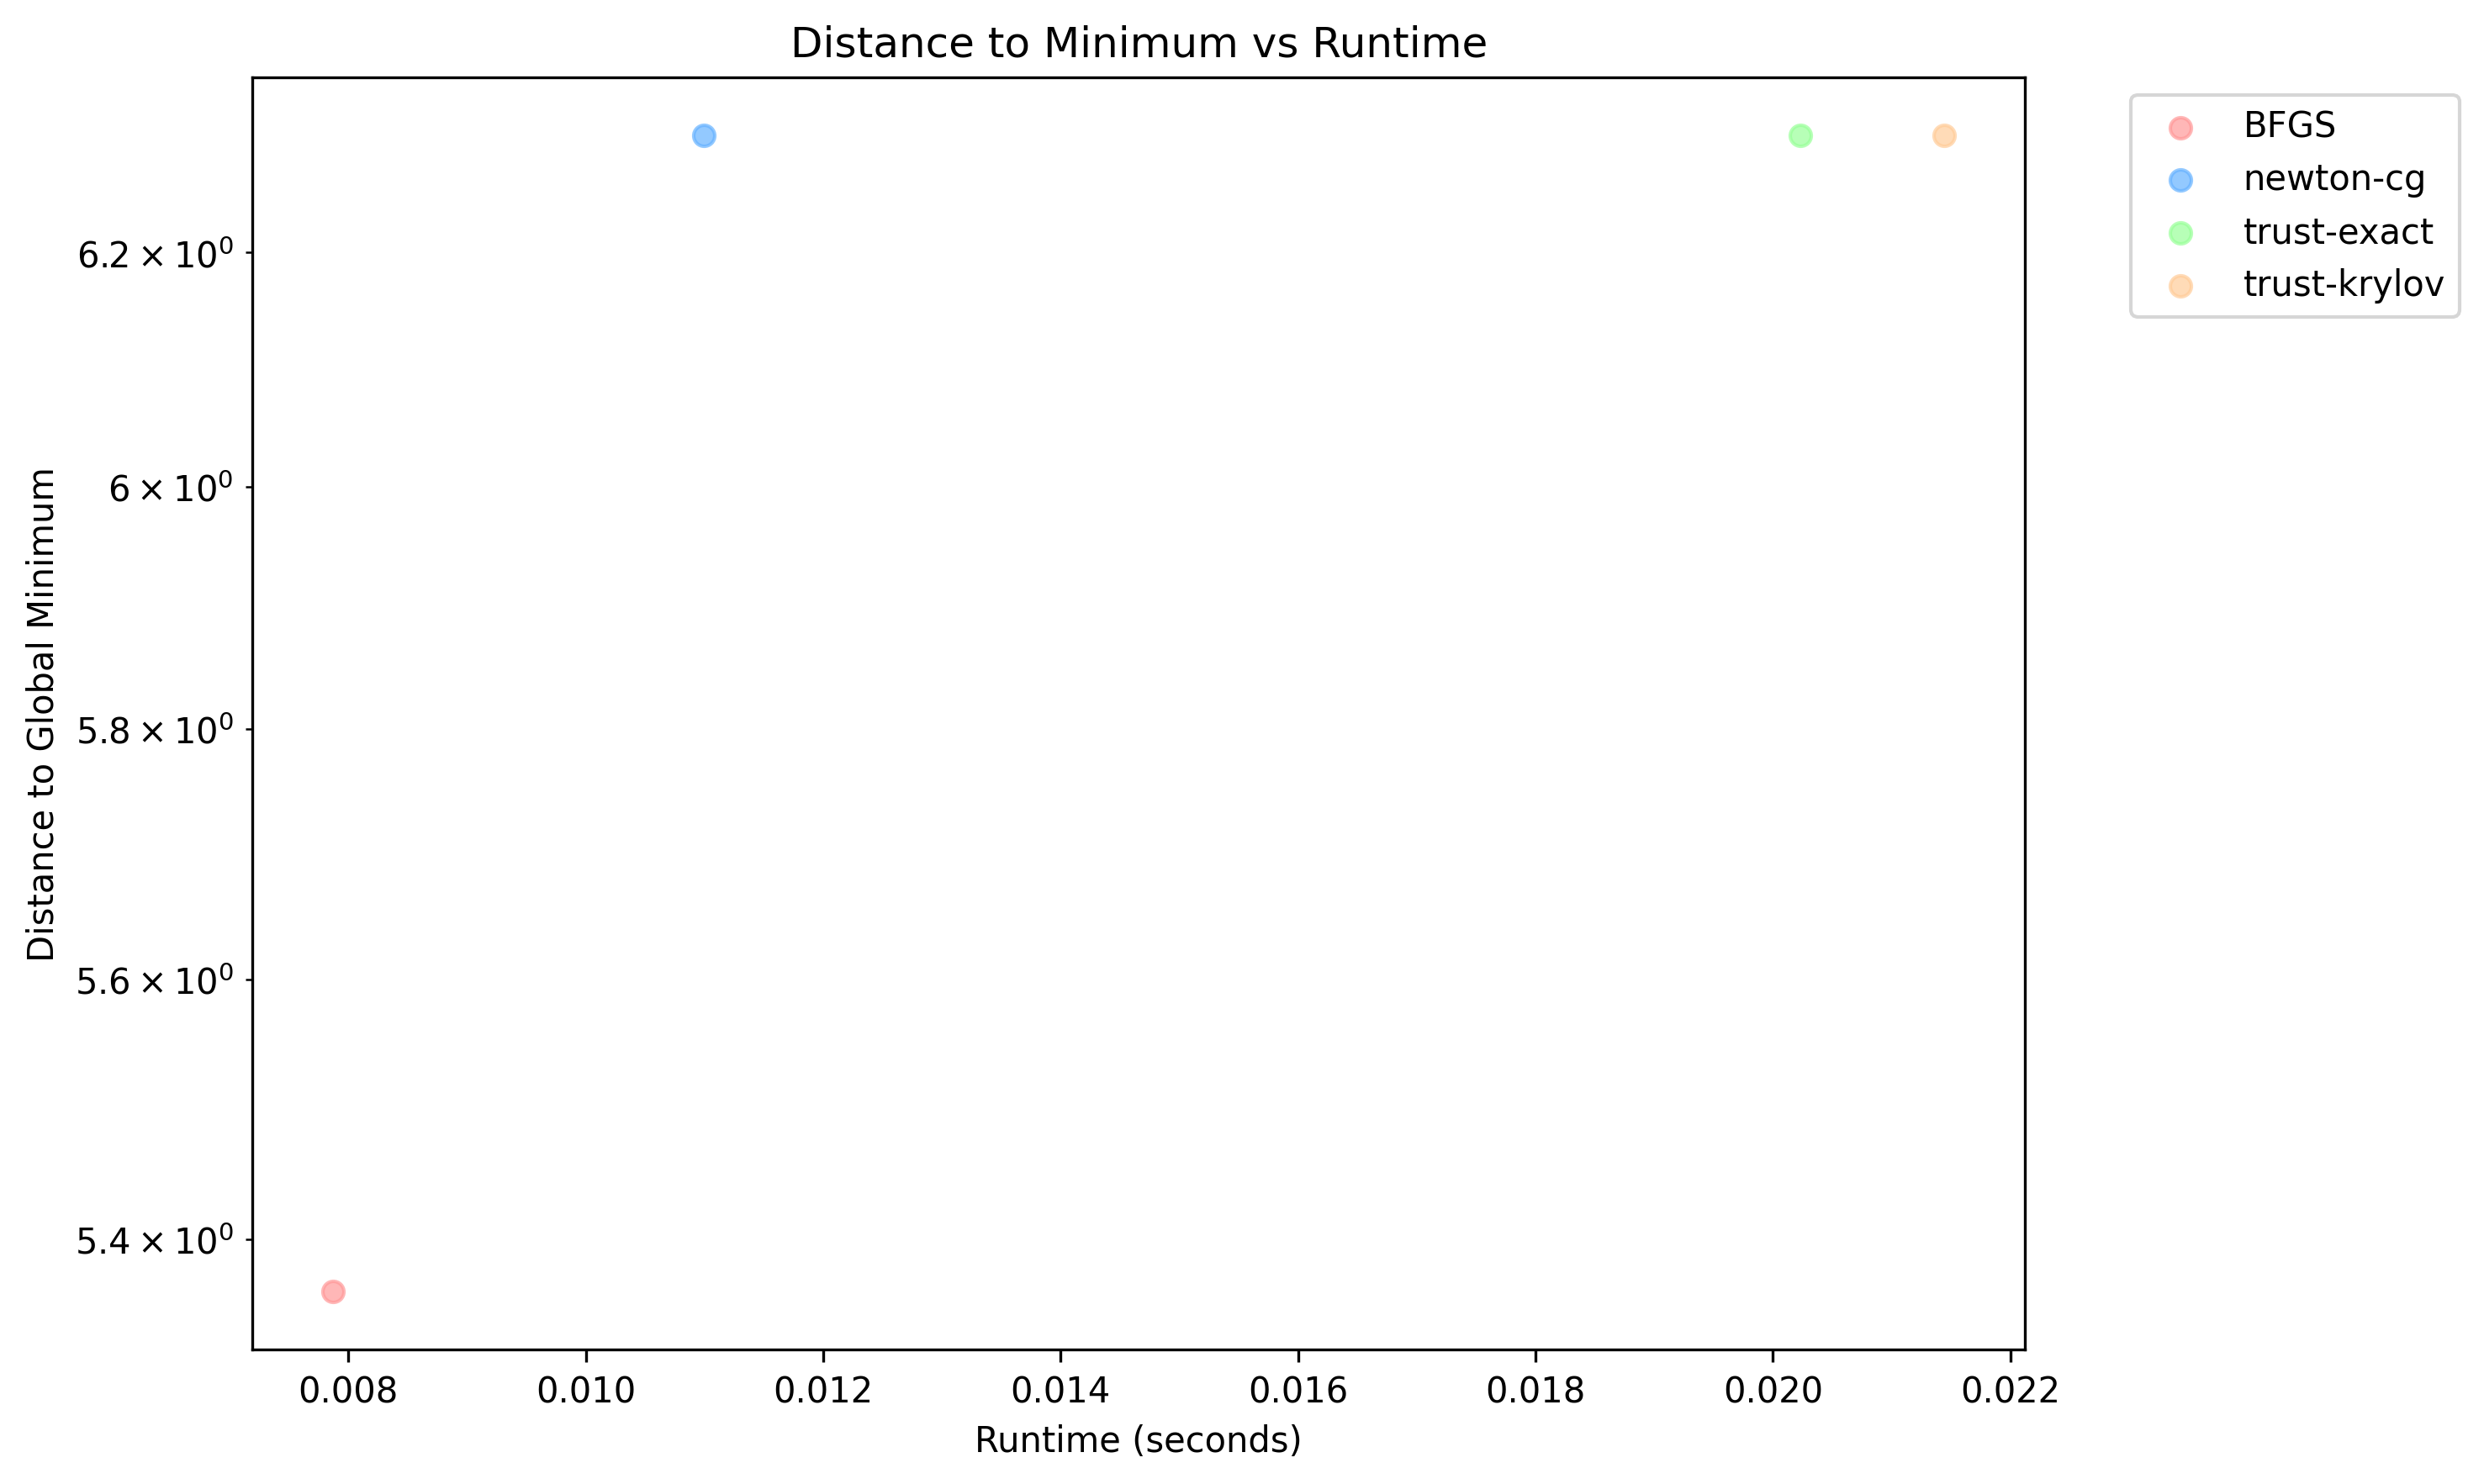 Distance to Minimum vs Runtime
Distance to Global Minimum
6.2 × 10⁰
6 × 10⁰
5.8 × 10⁰
5.6 × 10⁰
5.4 × 10⁰
0.008 0.010 0.012 0.014 0.016 0.018 0.020 0.022
Runtime (seconds)
BFGS
newton-cg
trust-exact
trust-krylov